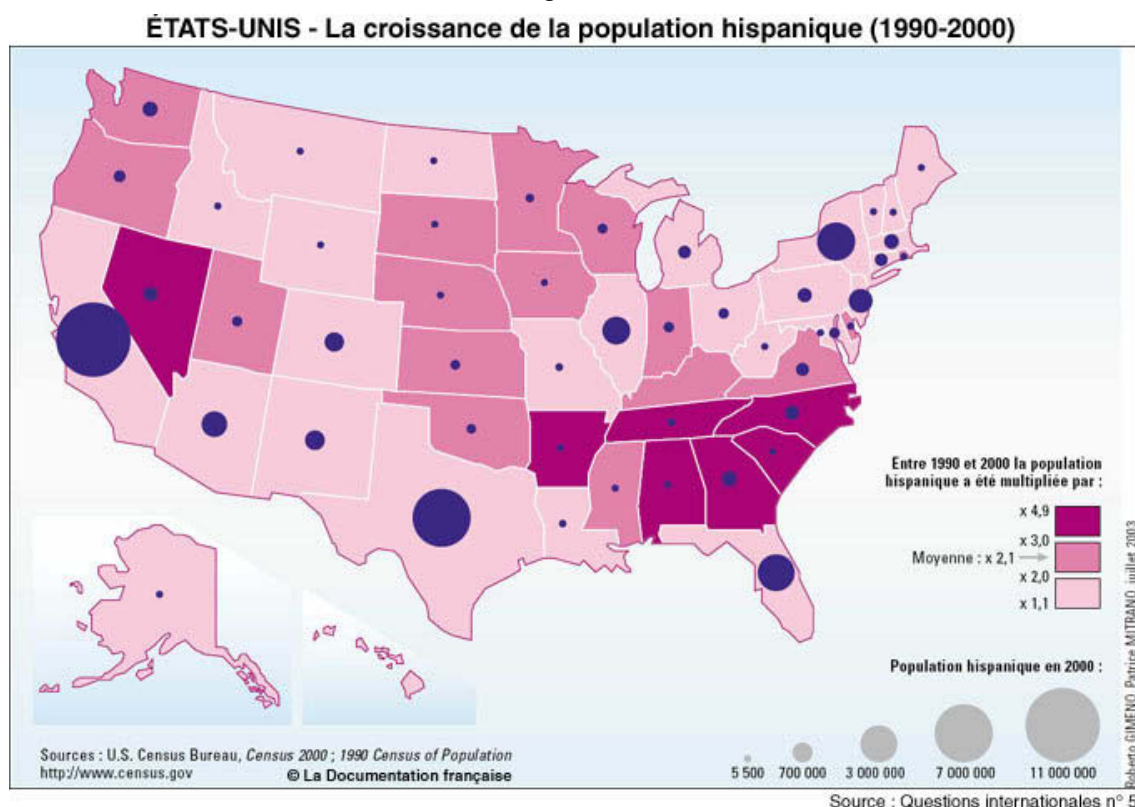 ÉTATS-UNIS - La croissance de la population hispanique (1990-2000)
Entre 1990 et 2000 la population
hispanique a été multipliée par :
x 4,9
x 3,0
Moyenne : x 2,1
x 2,0
x 1,1
Population hispanique en 2000 :
5 500 700 000 3 000 000 7 000 000 11 000 000
Sources : U.S. Census Bureau, Census 2000 ; 1990 Census of Population
http://www.census.gov © La Documentation française
Roberto GIMENO, Patrice MITRANO, juillet 2003
Source : Questions internationales n°